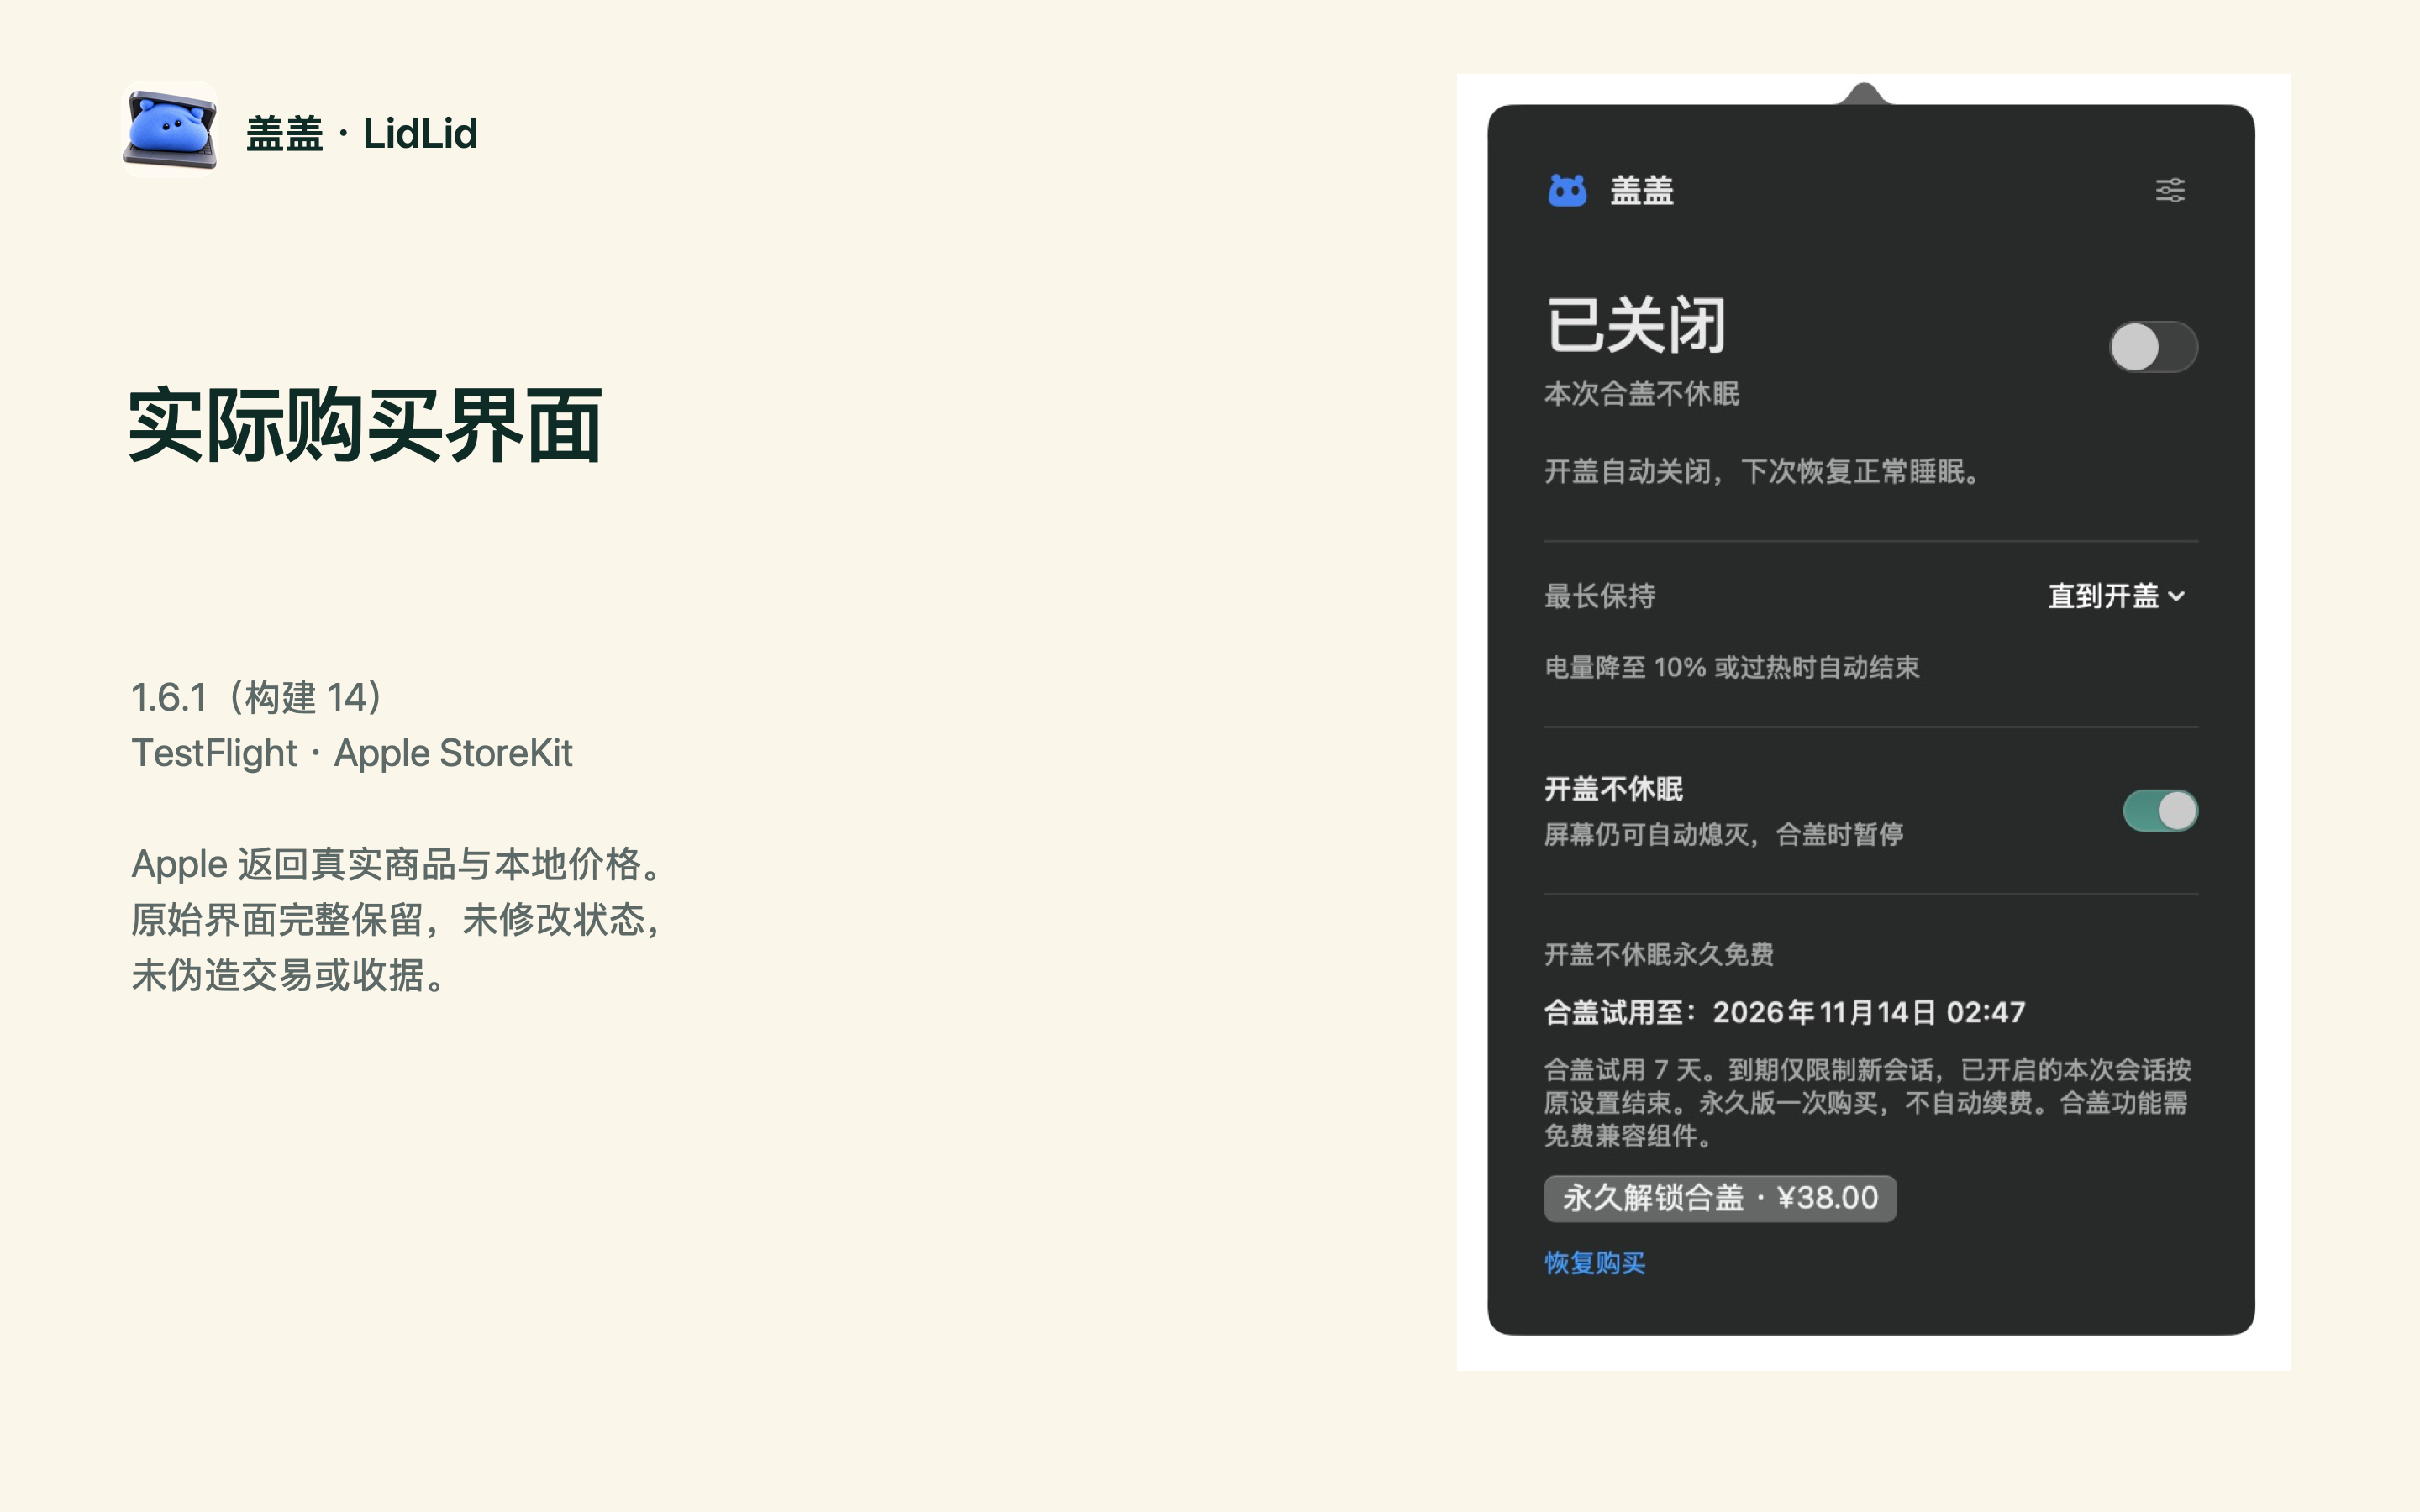 盖盖 · LidLid
实际购买界面
1.6.1（构建 14）
TestFlight · Apple StoreKit
Apple 返回真实商品与本地价格。
原始界面完整保留，未修改状态，
未伪造交易或收据。
盖盖
已关闭
本次合盖不休眠
开盖自动关闭，下次恢复正常睡眠。
最长保持
直到开盖
电量降至 10% 或过热时自动结束
开盖不休眠
屏幕仍可自动熄灭，合盖时暂停
开盖不休眠永久免费
合盖试用至：2026年11月14日 02:47
合盖试用 7 天。到期仅限制新会话，已开启的本次会话按
原设置结束。永久版一次购买，不自动续费。合盖功能需
免费兼容组件。
永久解锁合盖 · ¥38.00
恢复购买